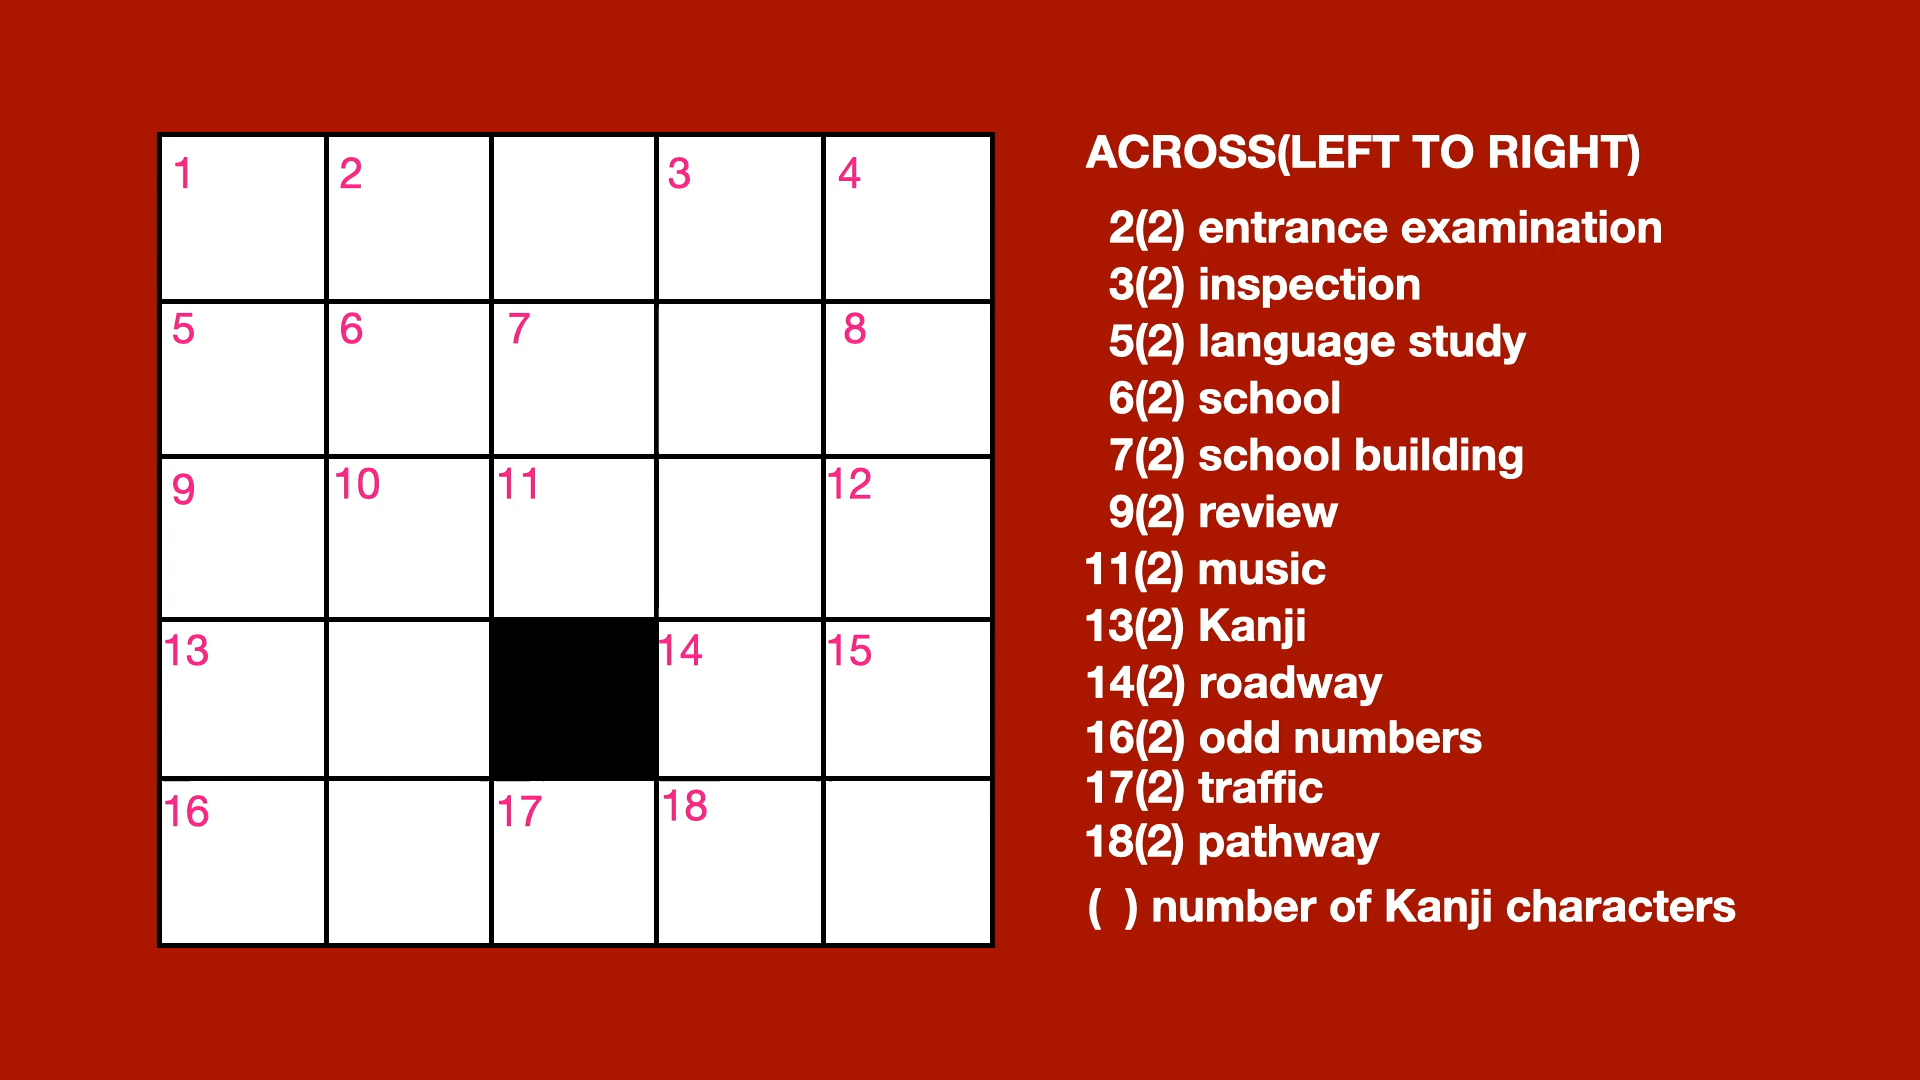 1 2 3 4
5 6 7 8
9 10 11 12
13 14 15
16 17 18
ACROSS(LEFT TO RIGHT)
2(2) entrance examination
3(2) inspection
5(2) language study
6(2) school
7(2) school building
9(2) review
11(2) music
13(2) Kanji
14(2) roadway
16(2) odd numbers
17(2) traffic
18(2) pathway
( ) number of Kanji characters